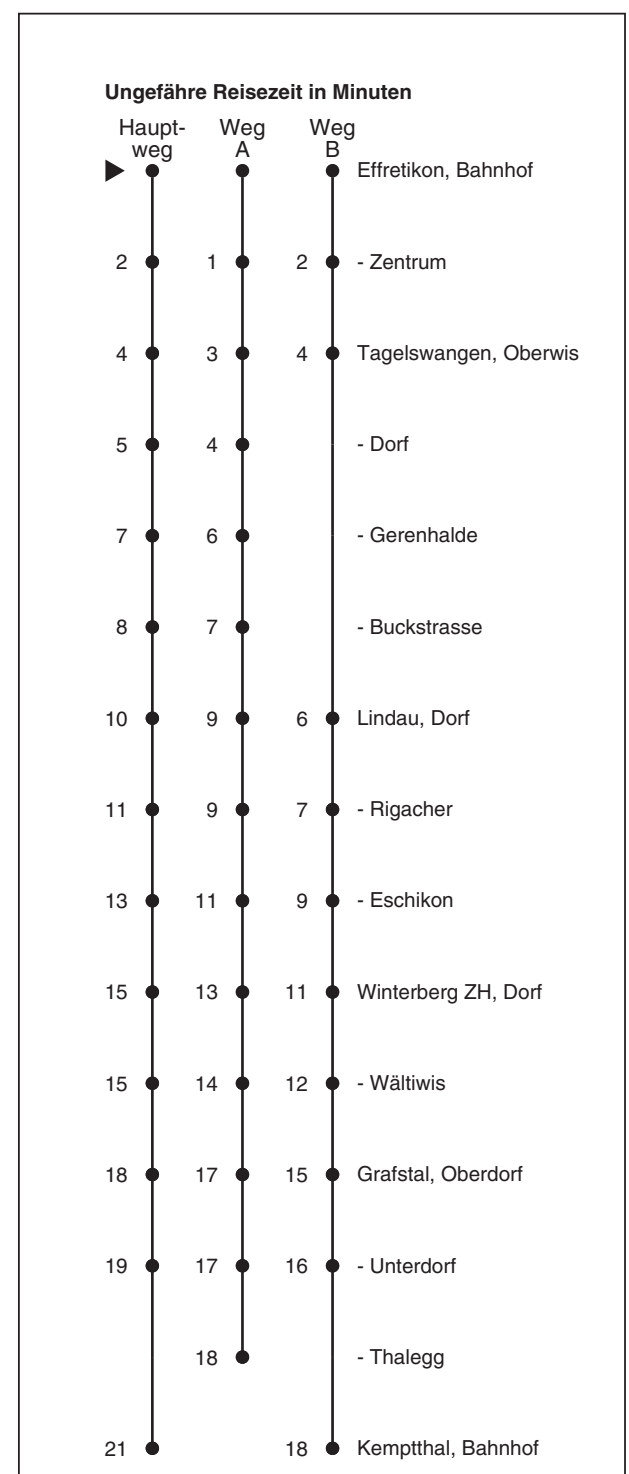 Ungefähre Reisezeit in Minuten
Haupt- Weg Weg
weg A B
Effretikon, Bahnhof
2 1 2 - Zentrum
4 3 4 Tagelswangen, Oberwis
5 4 - Dorf
7 6 - Gerenhalde
8 7 - Buckstrasse
10 9 6 Lindau, Dorf
11 9 7 - Rigacher
13 11 9 - Eschikon
15 13 11 Winterberg ZH, Dorf
15 14 12 - Wältiwis
18 17 15 Grafstal, Oberdorf
19 17 16 - Unterdorf
18 - Thalegg
21 18 Kemptthal, Bahnhof